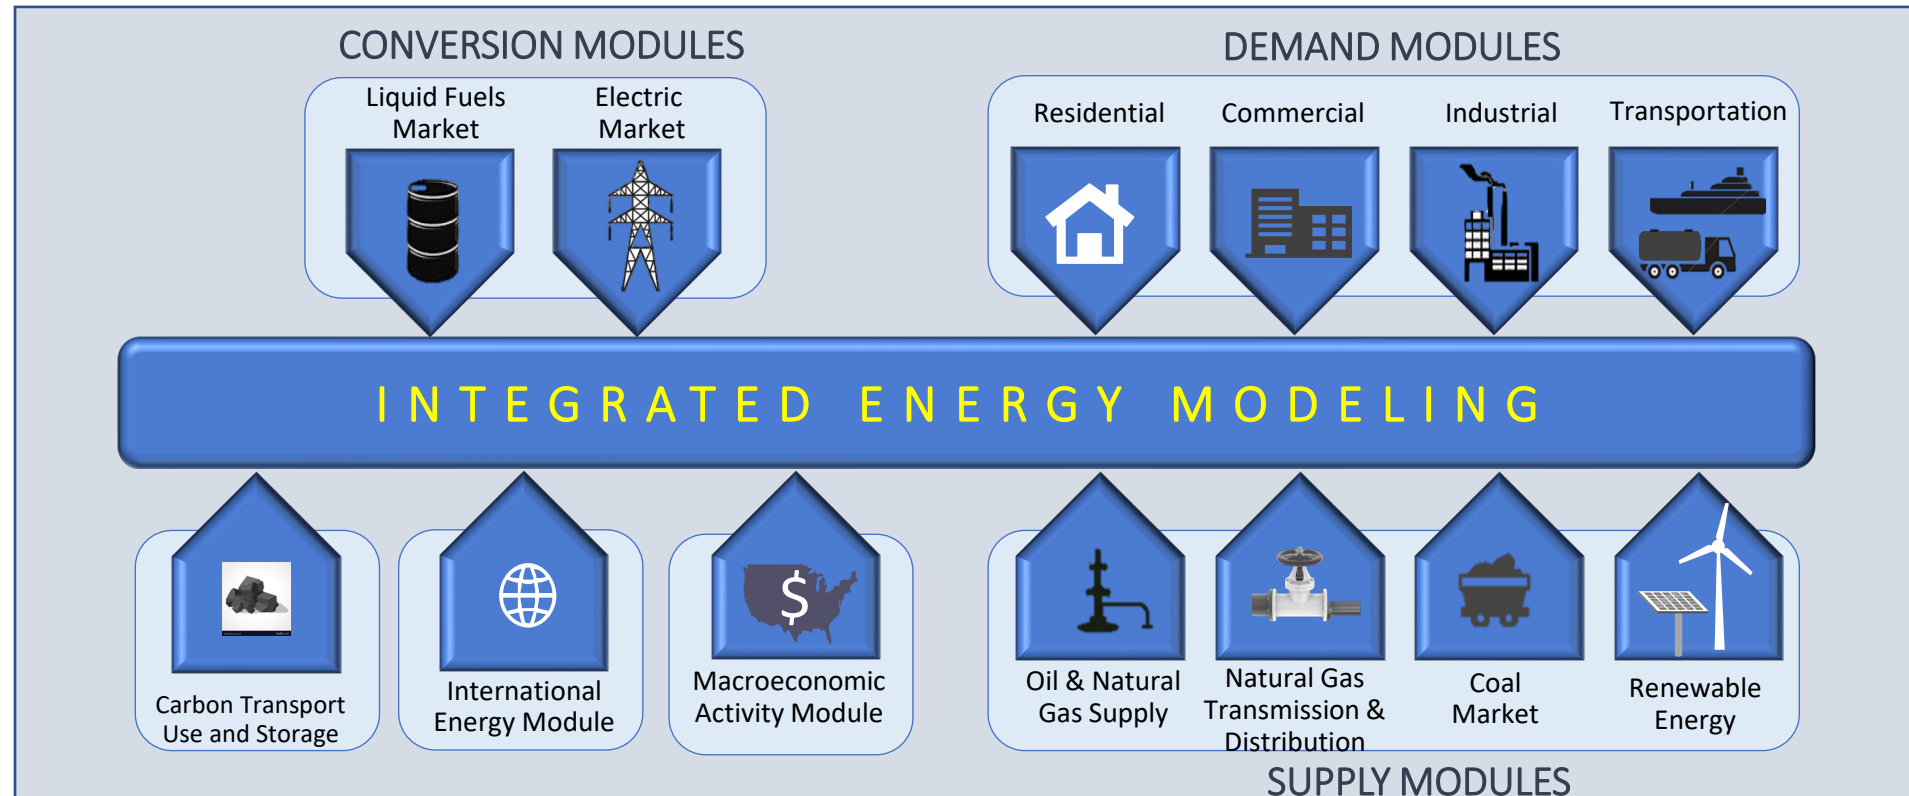 CONVERSION MODULES
Liquid Fuels
Market
Electric
Market
DEMAND MODULES
Residential
Commercial
Industrial
Transportation
INTEGRATED ENERGY MODELING
Carbon Transport
Use and Storage
International
Energy Module
$
Macroeconomic
Activity Module
Oil & Natural
Gas Supply
Natural Gas
Transmission &
Distribution
Coal
Market
Renewable
Energy
SUPPLY MODULES